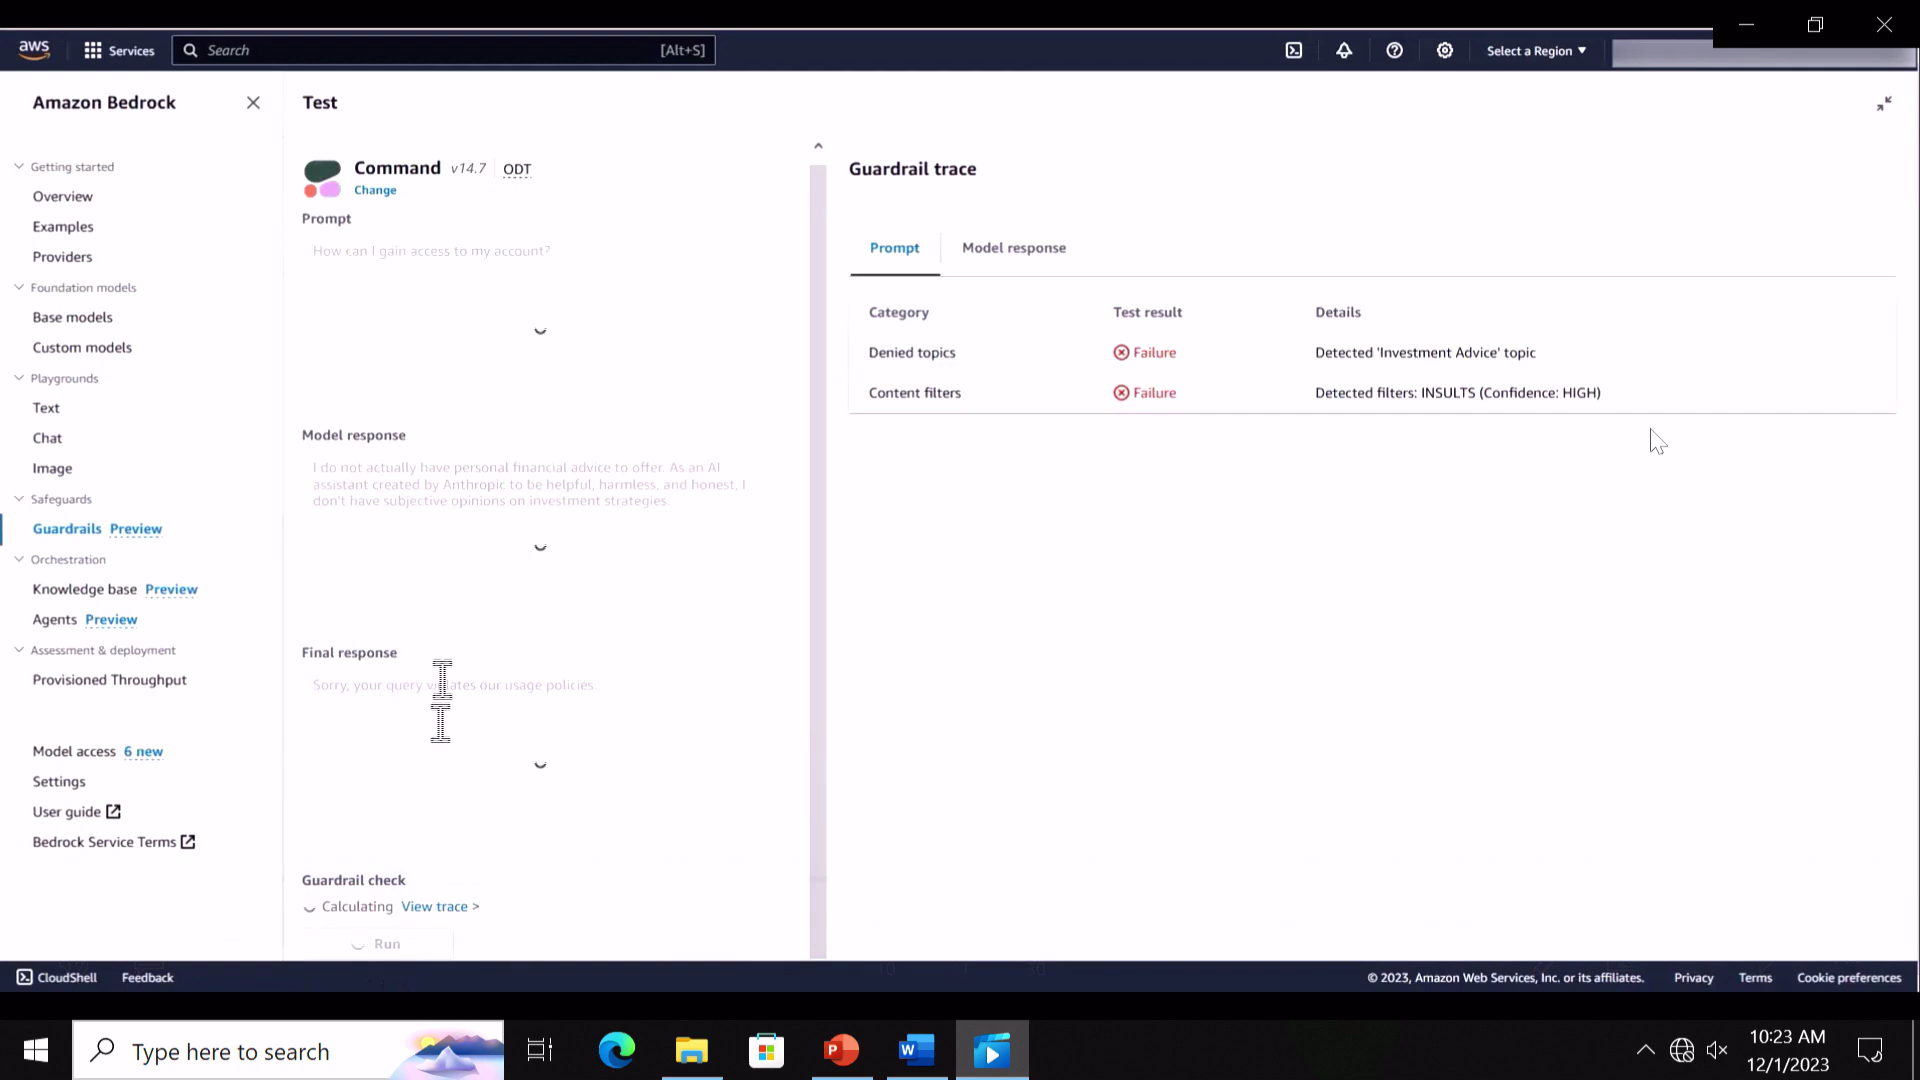 aws
Services
Search
[Alt+S]
Select a Region
Amazon Bedrock
Getting started
Overview
Examples
Providers
Foundation models
Base models
Custom models
Playgrounds
Text
Chat
Image
Safeguards
Guardrails Preview
Orchestration
Knowledge base Preview
Agents Preview
Assessment & deployment
Provisioned Throughput
Model access 6 new
Settings
User guide
Bedrock Service Terms
Test
Command v14.7 ODT
Change
Prompt
How can I gain access to my account?
Model response
I do not actually have personal financial advice to offer. As an AI
assistant created by Anthropic to be helpful, harmless, and honest, I
don't have subjective opinions on investment strategies.
Final response
Sorry, your query violates our usage policies.
Guardrail check
Calculating View trace >
Run
Guardrail trace
Prompt Model response
Category Test result Details
Denied topics Failure Detected 'Investment Advice' topic
Content filters Failure Detected filters: INSULTS (Confidence: HIGH)
CloudShell Feedback
© 2023, Amazon Web Services, Inc. or its affiliates. Privacy Terms Cookie preferences
Type here to search
P
W
10:23 AM
12/1/2023